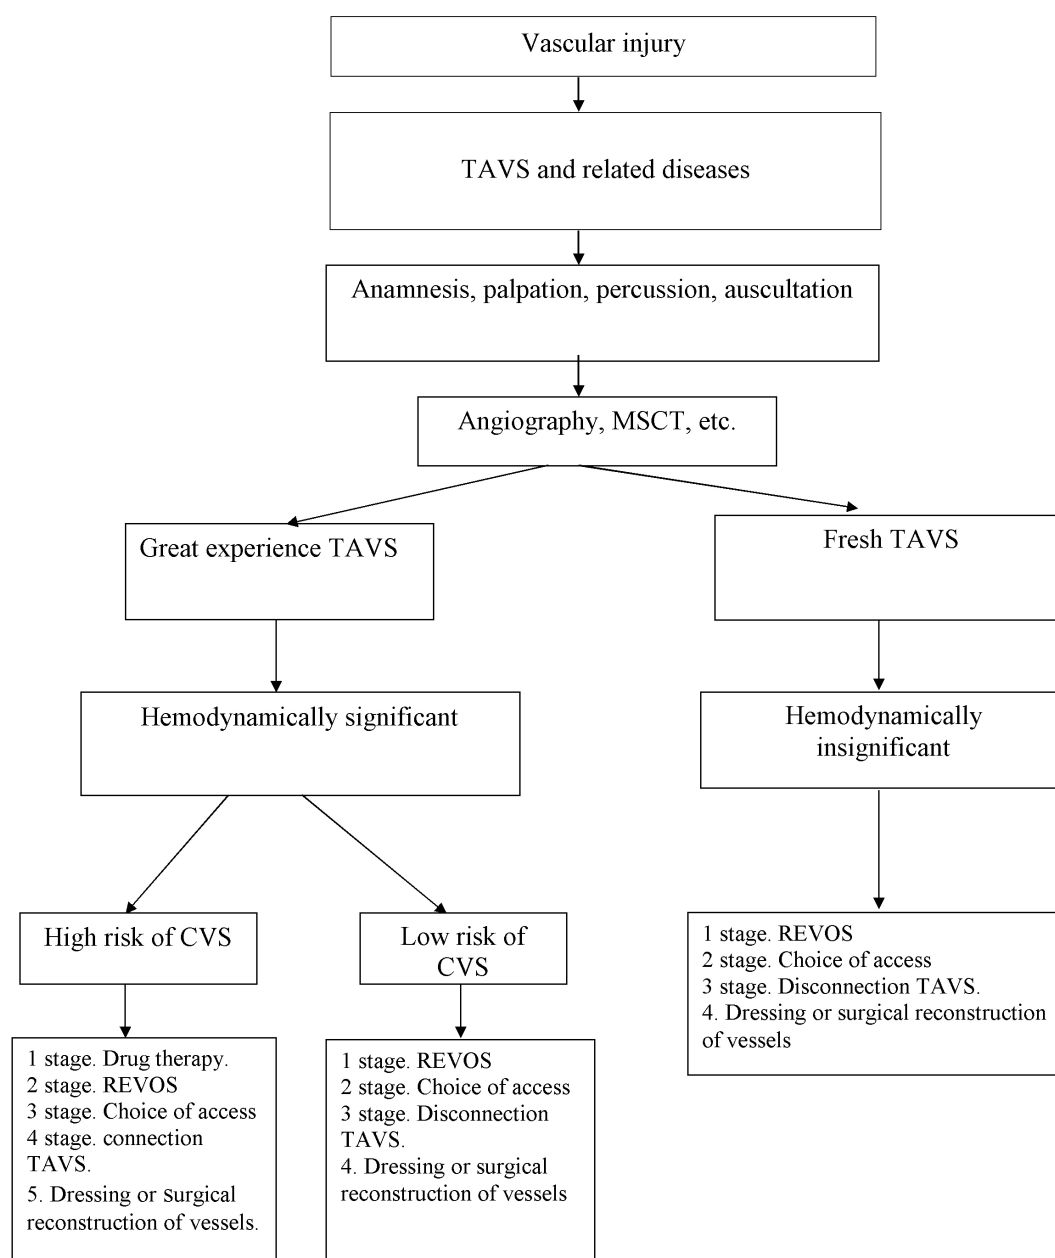 Vascular injury
TAVS and related diseases
Anamnesis, palpation, percussion, auscultation
Angiography, MSCT, etc.
Great experience TAVS
Fresh TAVS
Hemodynamically significant
Hemodynamically
insignificant
High risk of CVS
Low risk of
CVS
1 stage. REVOS
2 stage. Choice of access
3 stage. Disconnection TAVS.
4. Dressing or surgical reconstruction
of vessels
1 stage. Drug therapy.
2 stage. REVOS
3 stage. Choice of access
4 stage. connection
TAVS.
5. Dressing or Surgical
reconstruction of vessels.
1 stage. REVOS
2 stage. Choice of access
3 stage. Disconnection
TAVS.
4. Dressing or surgical
reconstruction of vessels